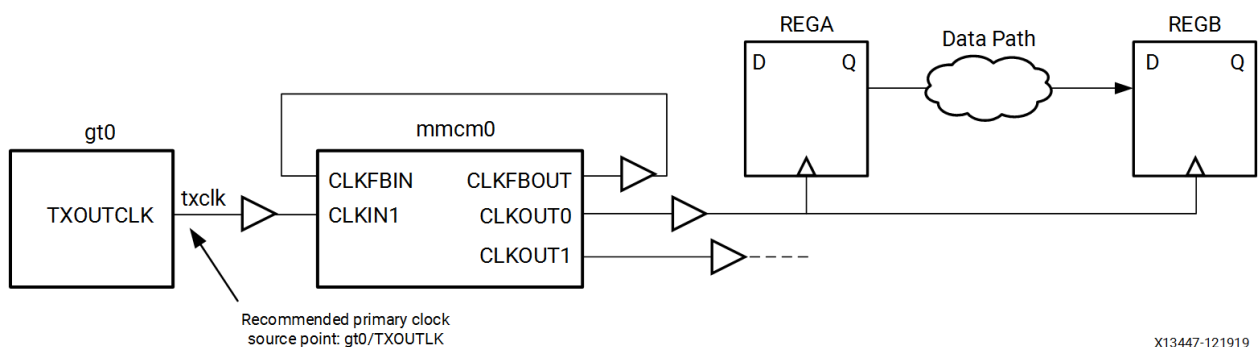 REGA
Data Path
REGB
D
Q
D
Q
gt0
mmcm0
txclk
TXOUTCLK
CLKFBIN
CLKFBOUT
CLKIN1
CLKOUT0
CLKOUT1
Recommended primary clock
source point: gt0/TXOUTLK
X13447-121919